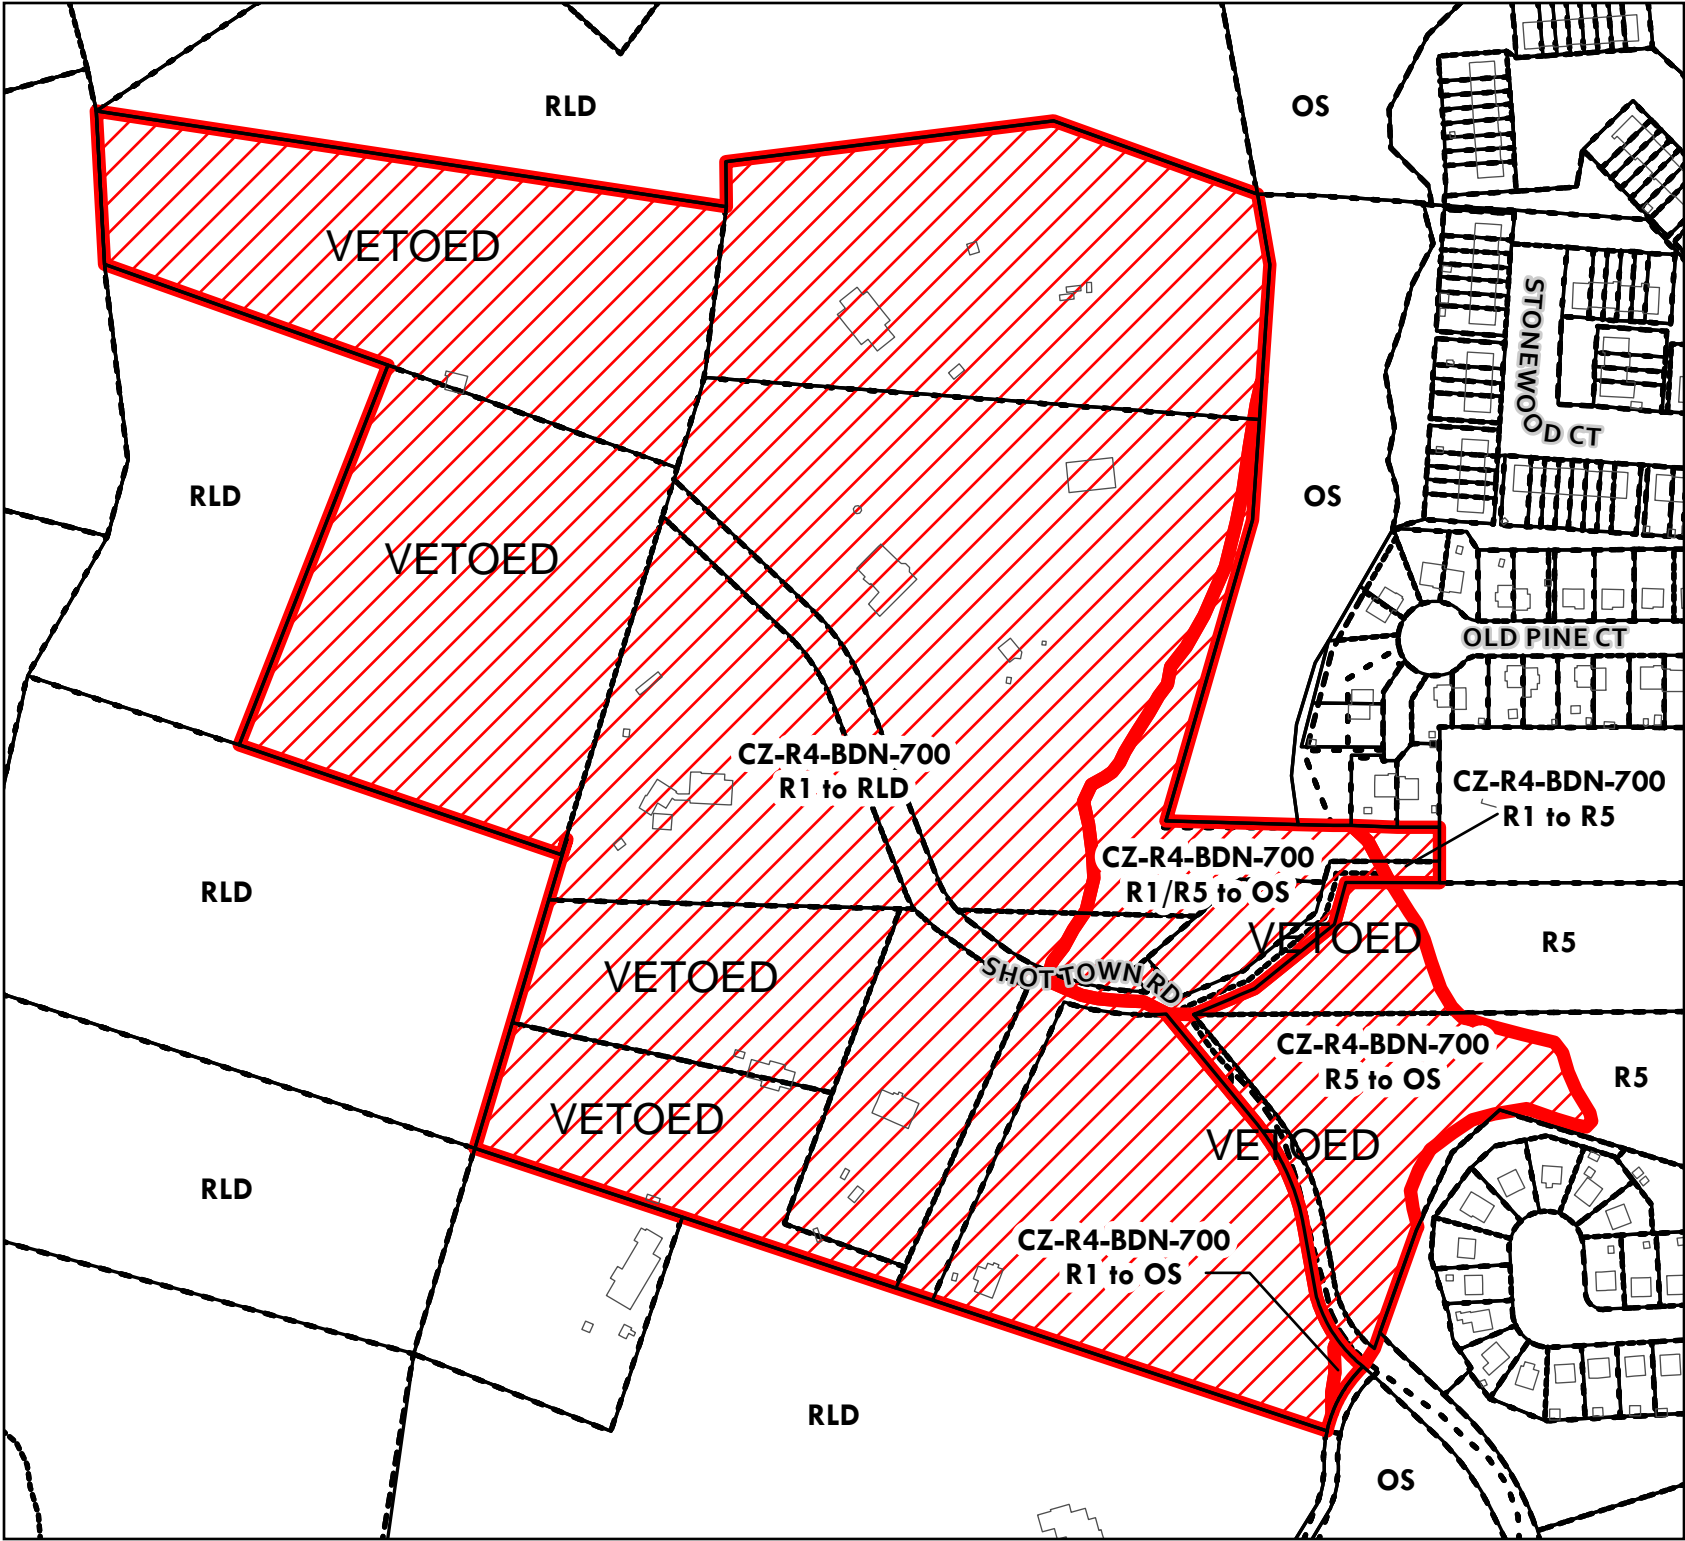 RLD
OS
VETOED
STONEWOOD CT
RLD
OS
VETOED
OLD PINE CT
CZ-R4-BDN-700
R1 to RLD
CZ-R4-BDN-700
R1 to R5
CZ-R4-BDN-700
R1/R5 to OS
RLD
VETOED
R5
VETOED
SHOTTOWN RD
CZ-R4-BDN-700
R5 to OS
R5
VETOED
VETOED
RLD
CZ-R4-BDN-700
R1 to OS
RLD
OS